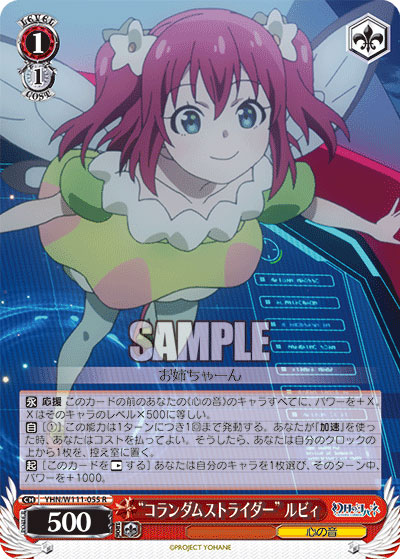 LEVEL
1
1
COST
SAMPLE
お姉ちゃーん
永 応援 このカードの前のあなたの《心の音》のキャラすべてに、パワーを＋X。
Xはそのキャラのレベル×500に等しい。
自 【(1)】 この能力は1ターンにつき1回まで発動する。あなたが「加速」を使った時、あなたはコストを払ってよい。そうしたら、あなたは自分のクロックの上から1枚を、控え室に置く。
起 【このカードを[レスト]する】 あなたは自分のキャラを1枚選び、そのターン中、パワーを＋1000。
CH YHN/W111-055 R
500
"コランダムストライダー" ルビィ
幻日のヨハネ
心の音
©PROJECT YOHANE